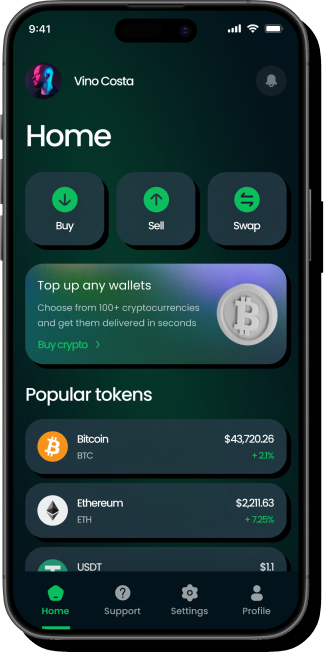 9:41
Vino Costa
Home
Buy
Sell
Swap
Top up any wallets
Choose from 100+ cryptocurrencies
and get them delivered in seconds
Buy crypto
Popular tokens
Bitcoin
$43,720.26
BTC
+ 2.1%
Ethereum
$2,211.63
ETH
+ 7.25%
USDT
$1.1
Home
Support
Settings
Profile